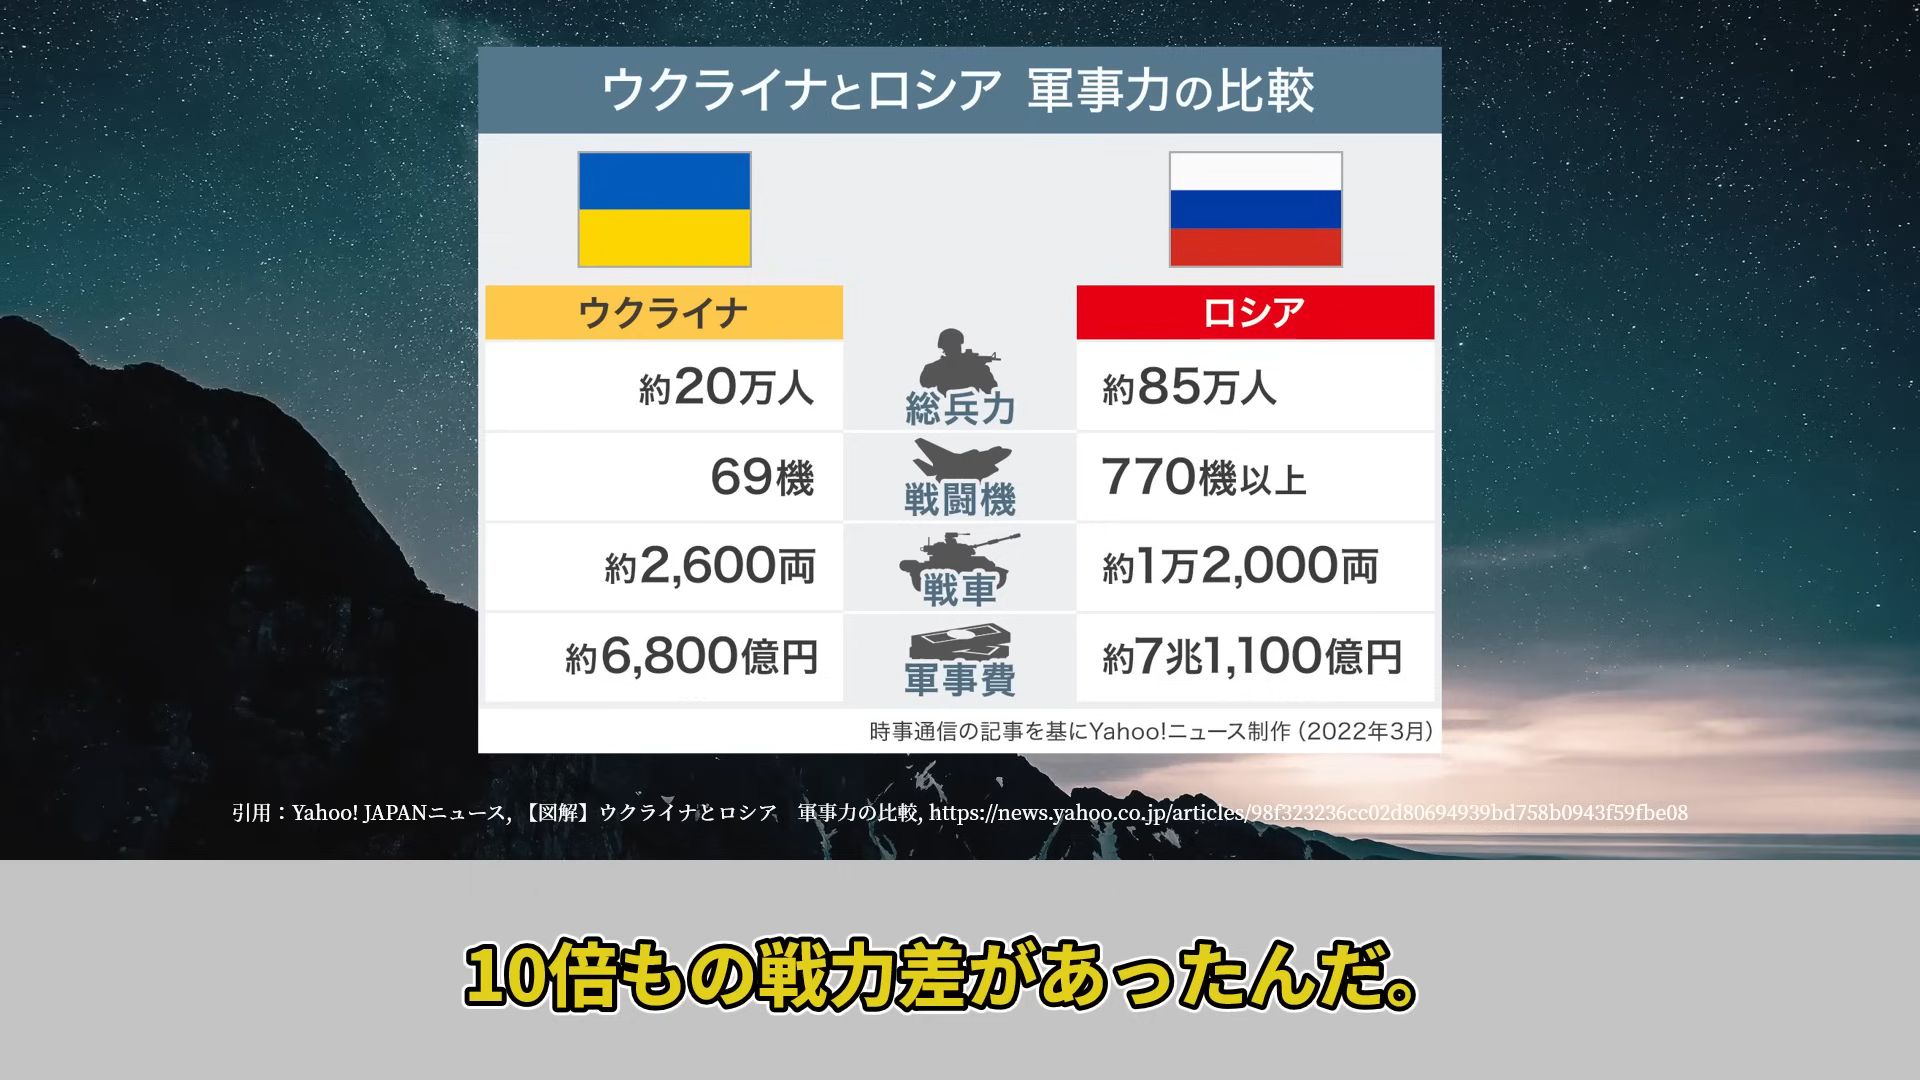 ウクライナとロシア 軍事力の比較
ウクライナ
ロシア
約20万人
総兵力
約85万人
69機
戦闘機
770機以上
約2,600両
戦車
約1万2,000両
約6,800億円
軍事費
約7兆1,100億円
時事通信の記事を基にYahoo!ニュース制作（2022年3月）
引用：Yahoo! JAPANニュース, 【図解】ウクライナとロシア　軍事力の比較, https://news.yahoo.co.jp/articles/98f323236cc02d80694939bd758b0943f59fbe08
10倍もの戦力差があったんだ。